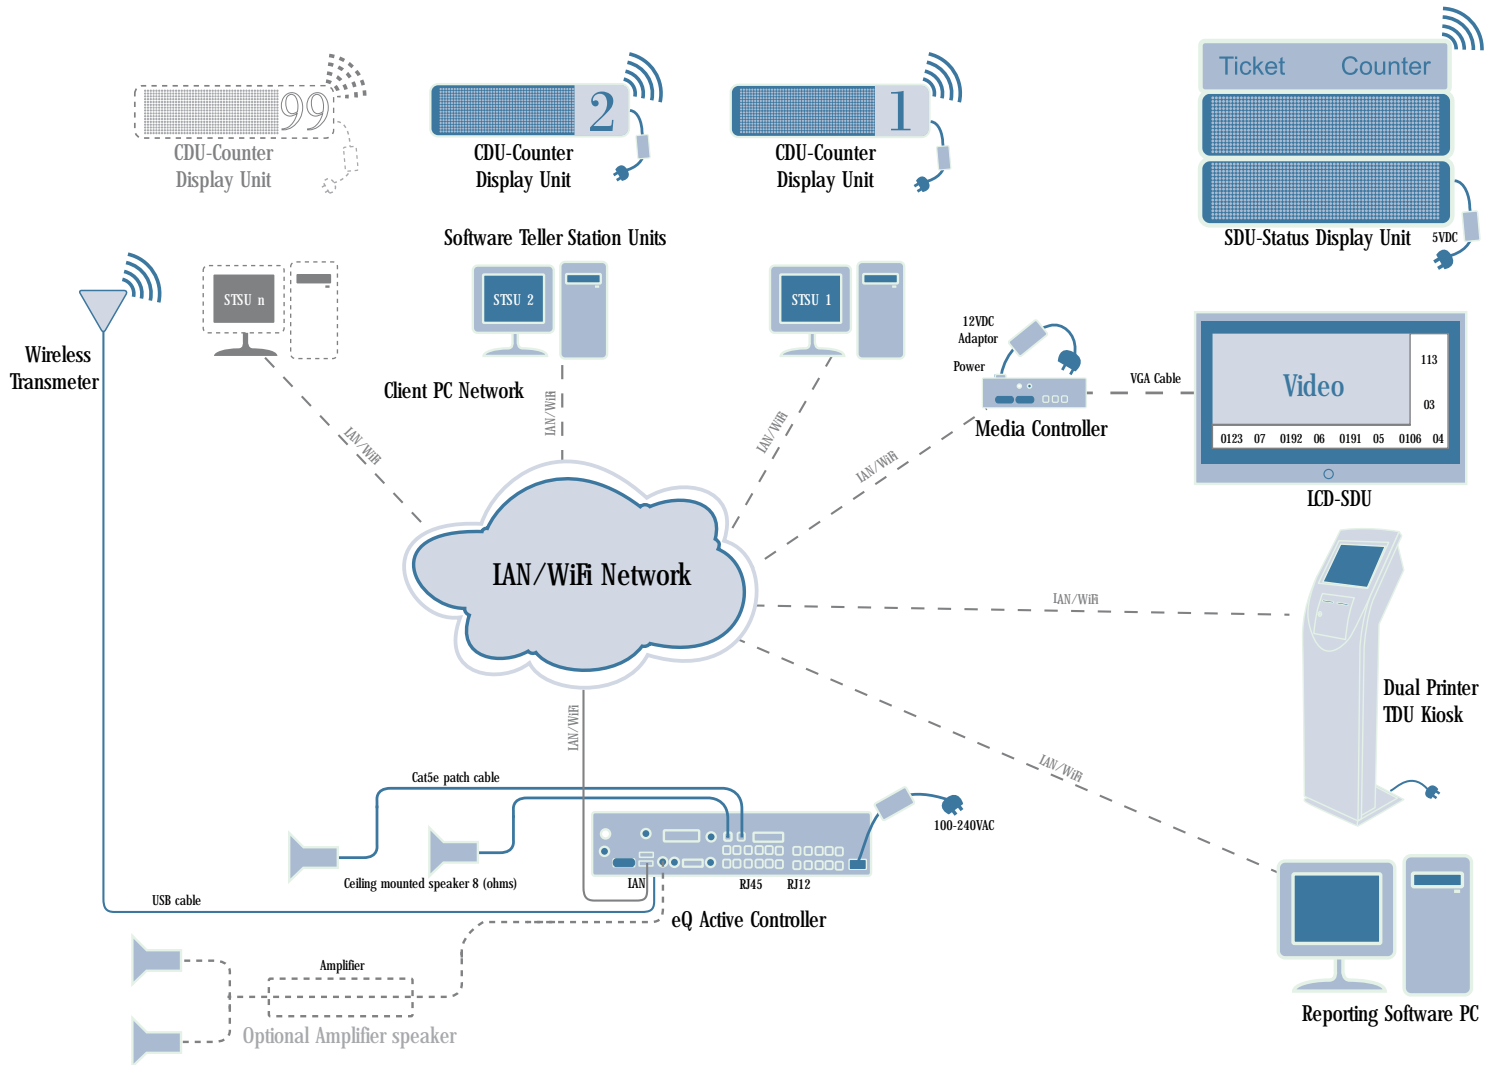 Ticket Counter
99
2
1
CDU-Counter
Display Unit
CDU-Counter
Display Unit
CDU-Counter
Display Unit
SDU-Status Display Unit
5VDC
Software Teller Station Units
STSU n
STSU 2
STSU 1
Wireless
Transmeter
Client PC Network
12VDC
Adaptor
Power
Media Controller
VGA Cable
Video
113
03
0123 07 0192 06 0191 05 0106 04
LCD-SDU
LAN/WiFi
LAN/WiFi
LAN/WiFi
LAN/WiFi
LAN/WiFi Network
LAN/WiFi
Dual Printer
TDU Kiosk
LAN/WiFi
LAN/WiFi
Cat5e patch cable
100-240VAC
Ceiling mounted speaker 8 (ohms)
LAN
RJ45
RJ12
USB cable
eQ Active Controller
Amplifier
Optional Amplifier speaker
Reporting Software PC